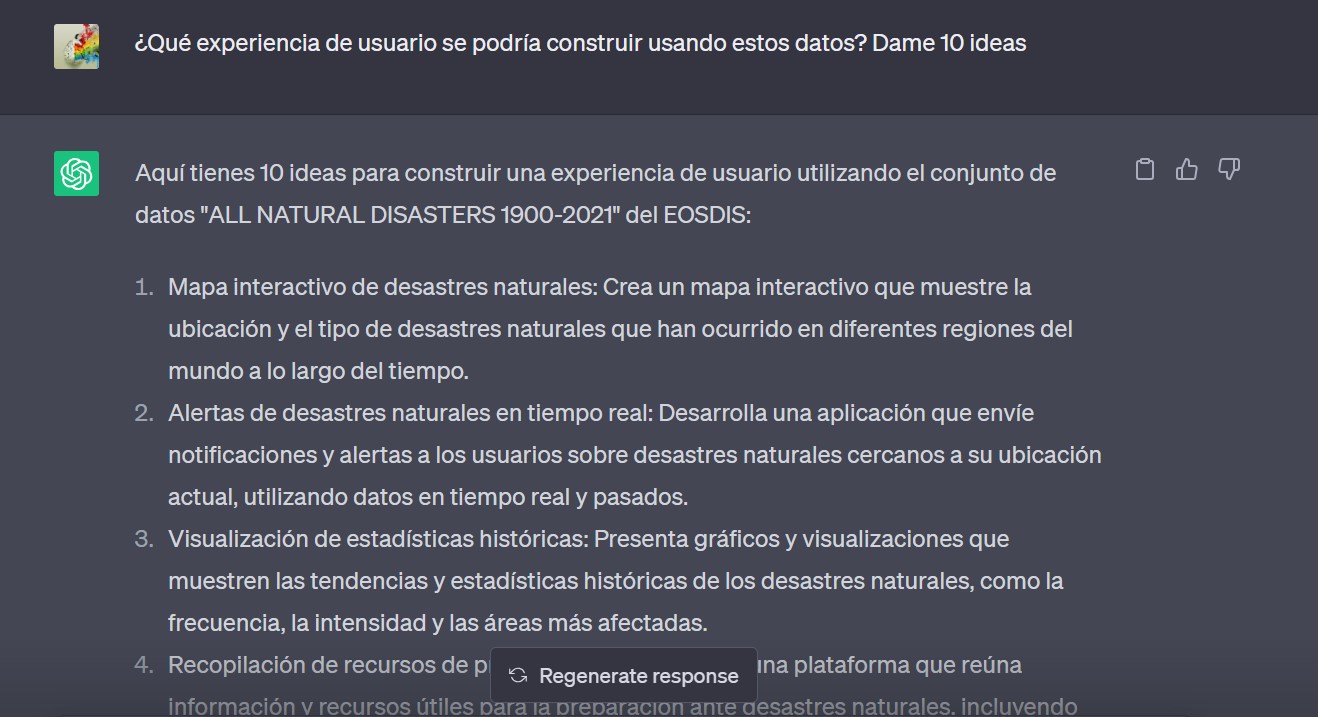 ¿Qué experiencia de usuario se podría construir usando estos datos? Dame 10 ideas
Aquí tienes 10 ideas para construir una experiencia de usuario utilizando el conjunto de
datos "ALL NATURAL DISASTERS 1900-2021" del EOSDIS:
1. Mapa interactivo de desastres naturales: Crea un mapa interactivo que muestre la
ubicación y el tipo de desastres naturales que han ocurrido en diferentes regiones del
mundo a lo largo del tiempo.
2. Alertas de desastres naturales en tiempo real: Desarrolla una aplicación que envíe
notificaciones y alertas a los usuarios sobre desastres naturales cercanos a su ubicación
actual, utilizando datos en tiempo real y pasados.
3. Visualización de estadísticas históricas: Presenta gráficos y visualizaciones que
muestren las tendencias y estadísticas históricas de los desastres naturales, como la
frecuencia, la intensidad y las áreas más afectadas.
4. Recopilación de recursos de una plataforma que reúna
Regenerate response
información y recursos útiles para la preparación ante desastres naturales, incluyendo